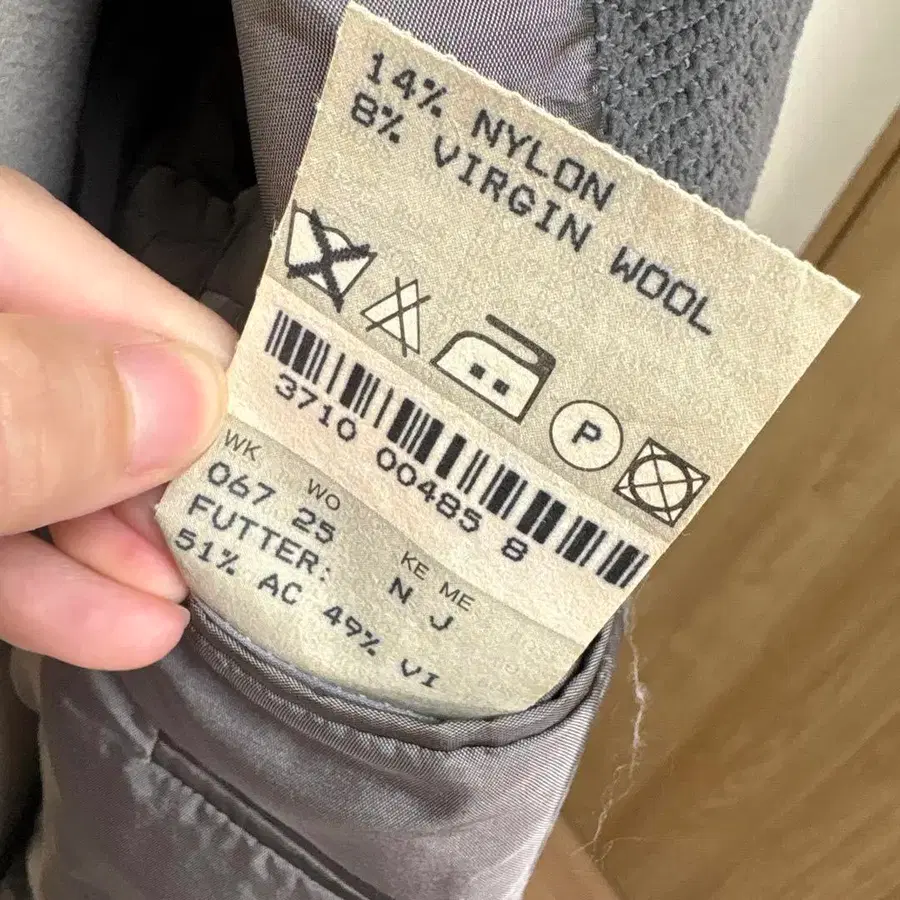 14% NYLON
8% VIRGIN WOOL
P
3710 00485 8
WK WO KE ME
067 25 N J
FUTTER:
51% AC 49% VI